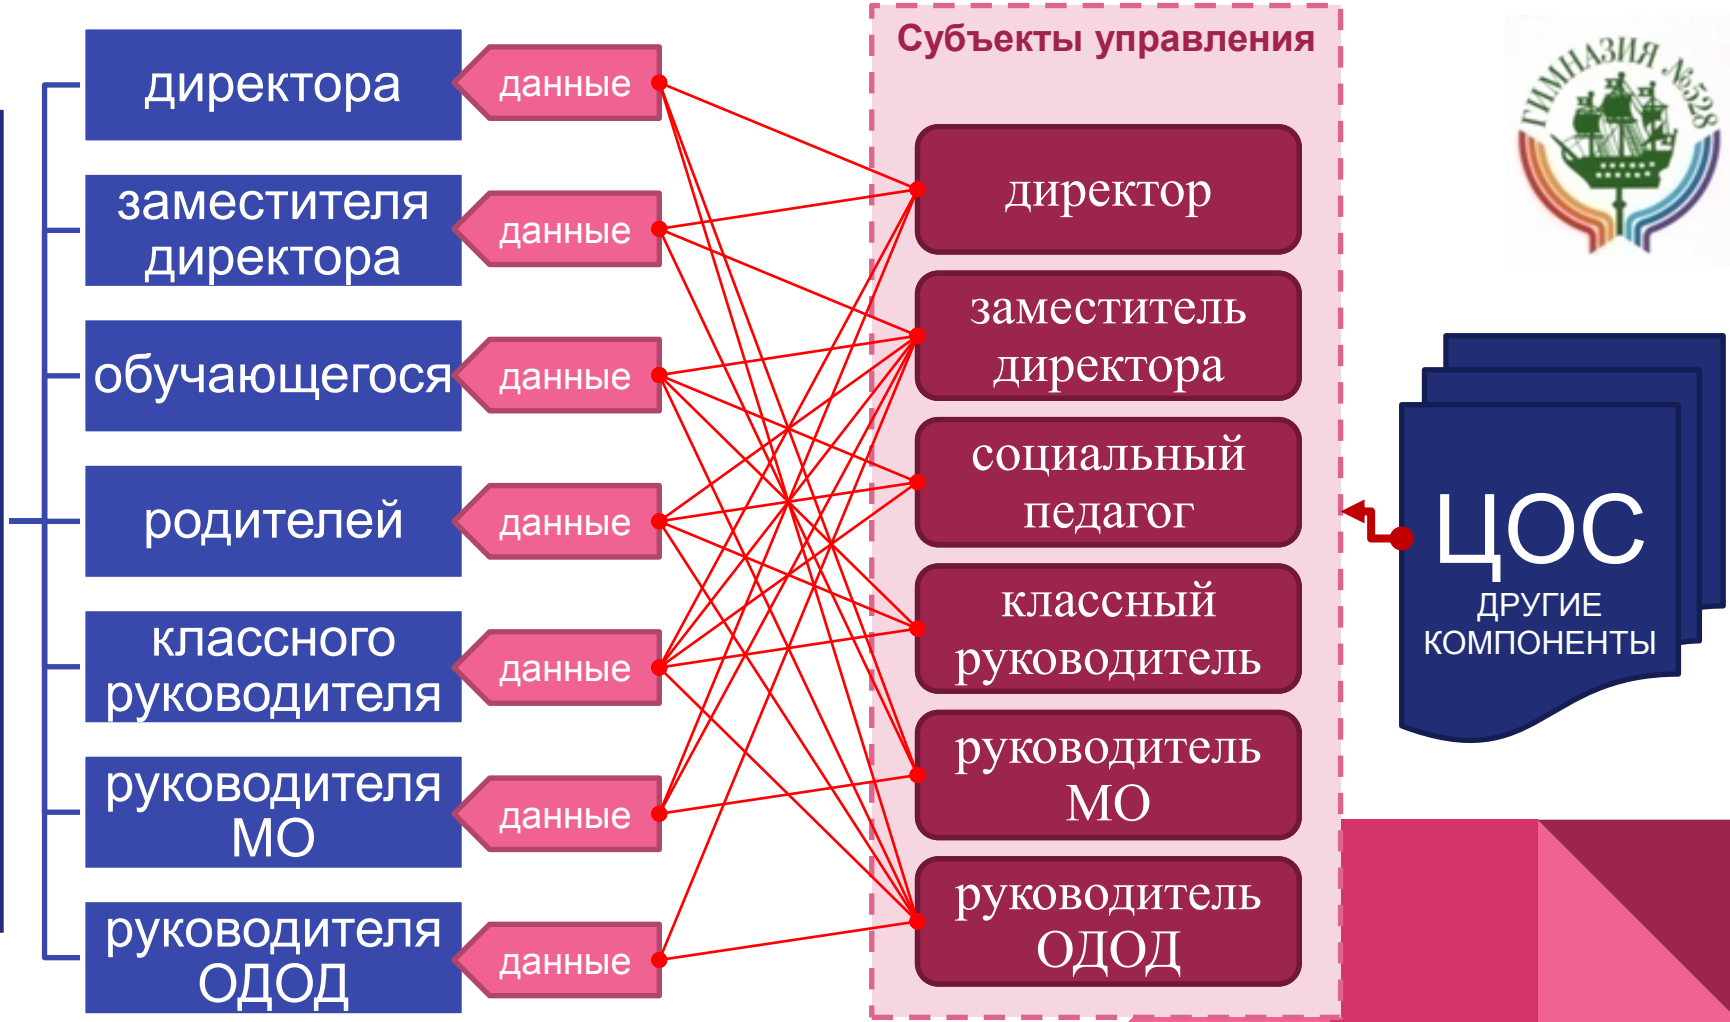 директора
данные
заместителя
директора
данные
обучающегося
данные
родителей
данные
классного
руководителя
данные
руководителя
МО
данные
руководителя
ОДОД
данные
Субъекты управления
директор
заместитель
директора
социальный
педагог
классный
руководитель
руководитель
МО
руководитель
ОДОД
ГИМНАЗИЯ №528
ЦОС
ДРУГИЕ
КОМПОНЕНТЫ